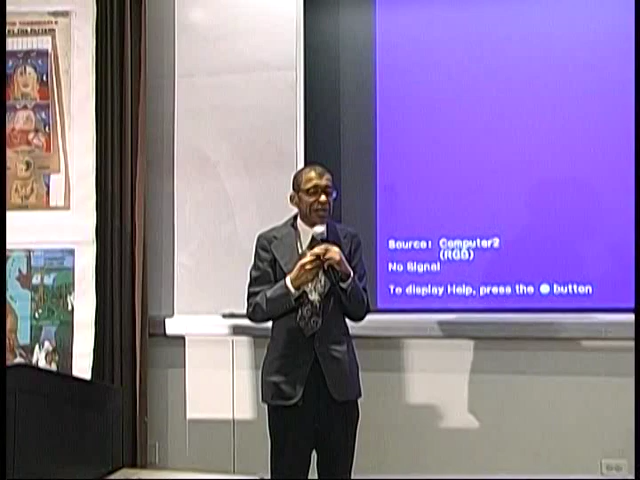 Source: Computer2
(RGB)
No Signal
To display Help, press the button